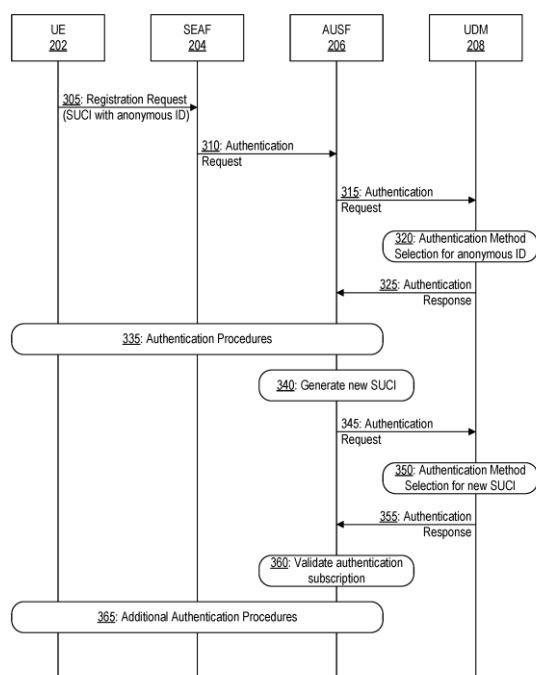 UE
202
SEAF
204
AUSF
206
UDM
208
305: Registration Request
(SUCI with anonymous ID)
310: Authentication
Request
315: Authentication
Request
320: Authentication Method
Selection for anonymous ID
325: Authentication
Response
335: Authentication Procedures
340: Generate new SUCI
345: Authentication
Request
350: Authentication Method
Selection for new SUCI
355: Authentication
Response
360: Validate authentication
subscription
365: Additional Authentication Procedures